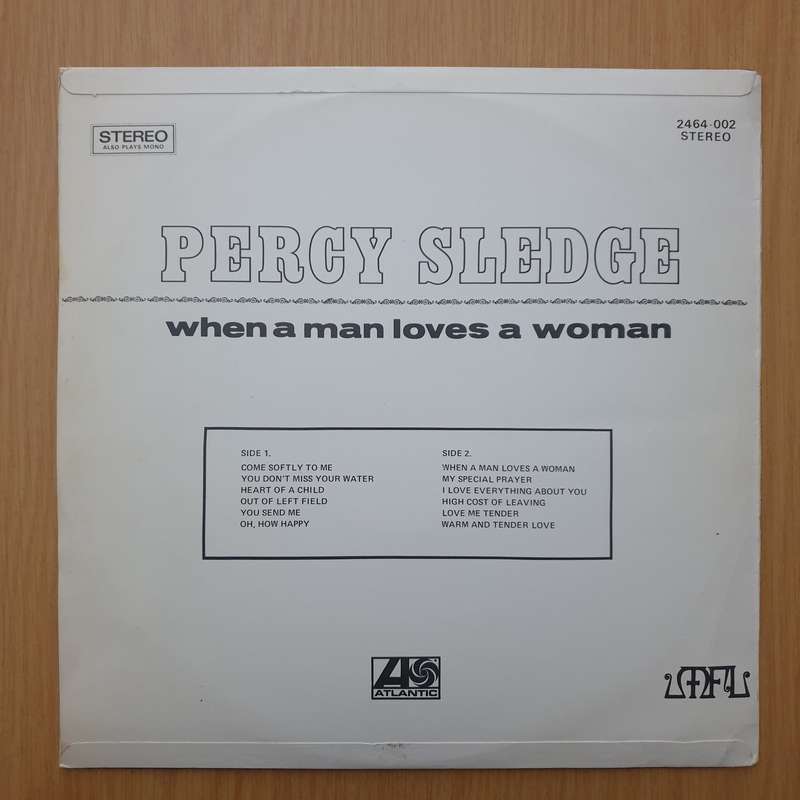 STEREO
ALSO PLAYS MONO
2464-002
STEREO
PERCY SLEDGE
when a man loves a woman
SIDE 1.
COME SOFTLY TO ME
YOU DON'T MISS YOUR WATER
HEART OF A CHILD
OUT OF LEFT FIELD
YOU SEND ME
OH, HOW HAPPY
SIDE 2.
WHEN A MAN LOVES A WOMAN
MY SPECIAL PRAYER
I LOVE EVERYTHING ABOUT YOU
HIGH COST OF LEAVING
LOVE ME TENDER
WARM AND TENDER LOVE
ATLANTIC